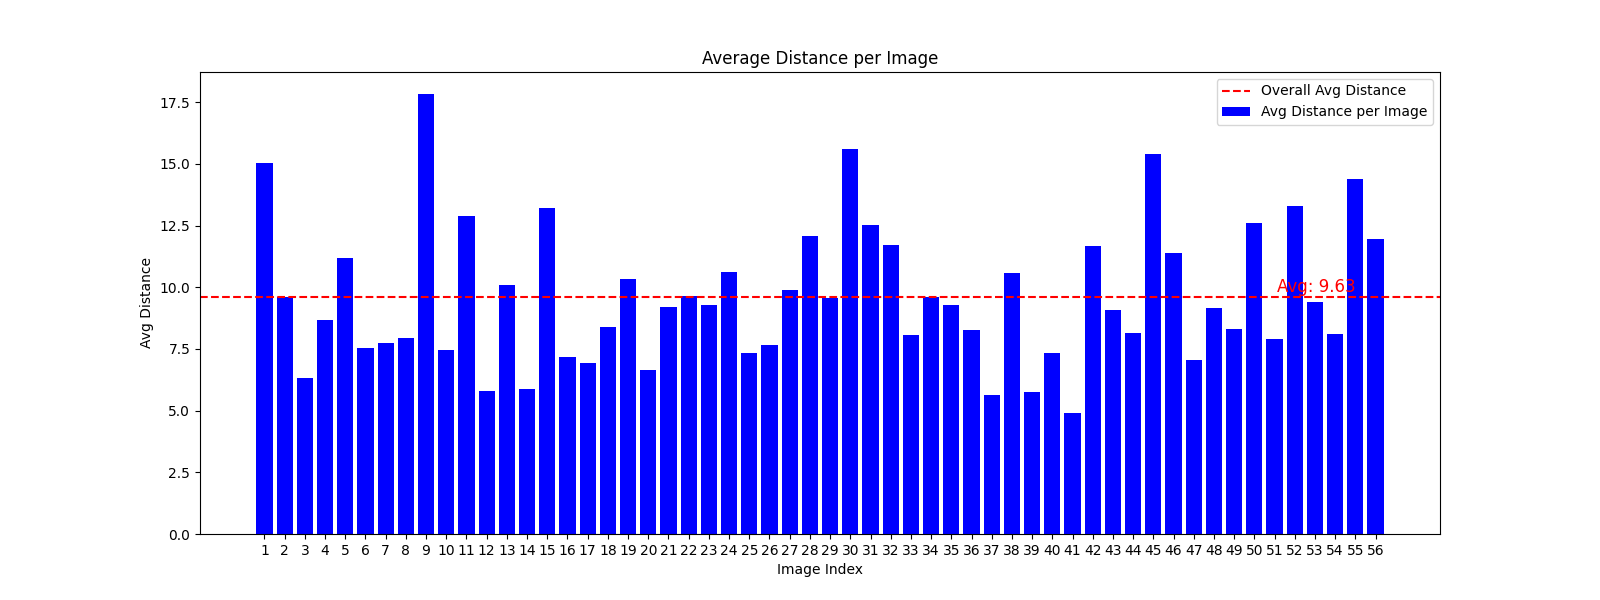 Average Distance per Image
Overall Avg Distance
Avg Distance per Image
Avg Distance
17.5
15.0
12.5
10.0
7.5
5.0
2.5
0.0
Avg: 9.63
1 2 3 4 5 6 7 8 9 10 11 12 13 14 15 16 17 18 19 20 21 22 23 24 25 26 27 28 29 30 31 32 33 34 35 36 37 38 39 40 41 42 43 44 45 46 47 48 49 50 51 52 53 54 55 56
Image Index